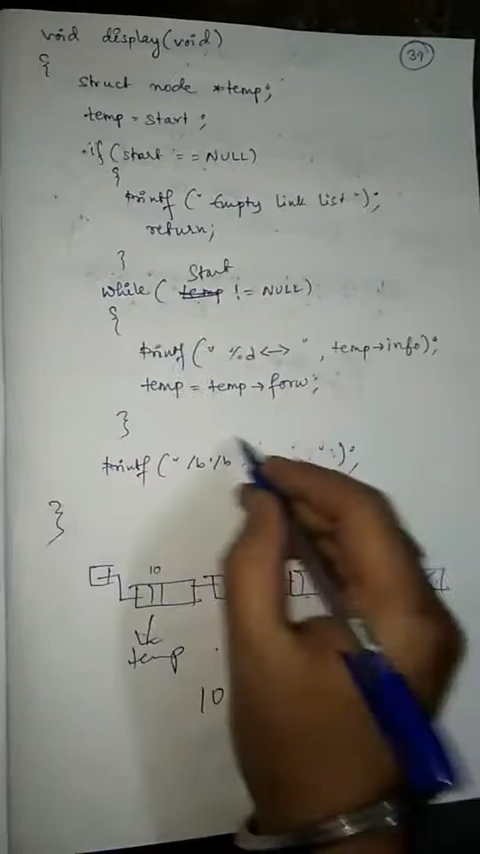 void display(void)
39
{
struct node *temp;
temp = start;
if (start == NULL)
{
printf (" Empty Link List ");
return;
}
Start
while ( temp != NULL)
{
printf (" %d<-> ", temp→info);
temp = temp→forw;
}
printf (" /b /b ");
}
10
temp
10